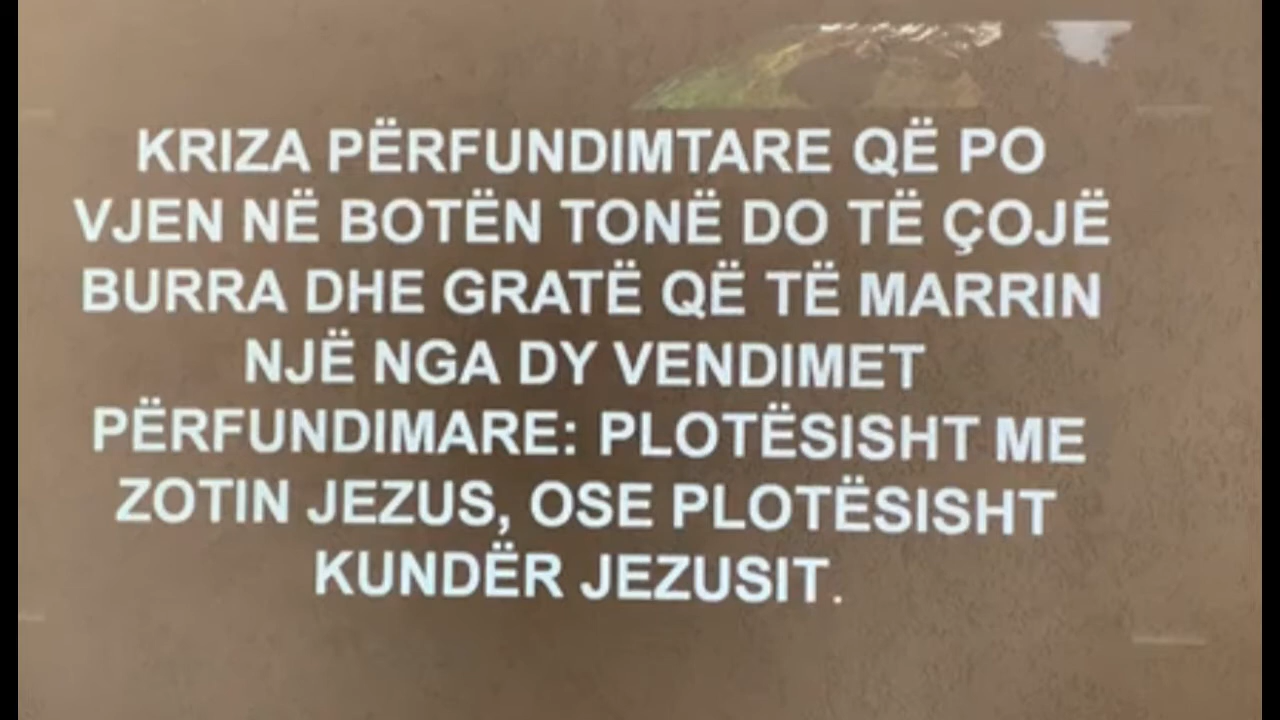 KRIZA PËRFUNDIMTARE QË PO
VJEN NË BOTËN TONË DO TË ÇOJË
BURRA DHE GRATË QË TË MARRIN
NJË NGA DY VENDIMET
PËRFUNDIMARE: PLOTËSISHT ME
ZOTIN JEZUS, OSE PLOTËSISHT
KUNDËR JEZUSIT.